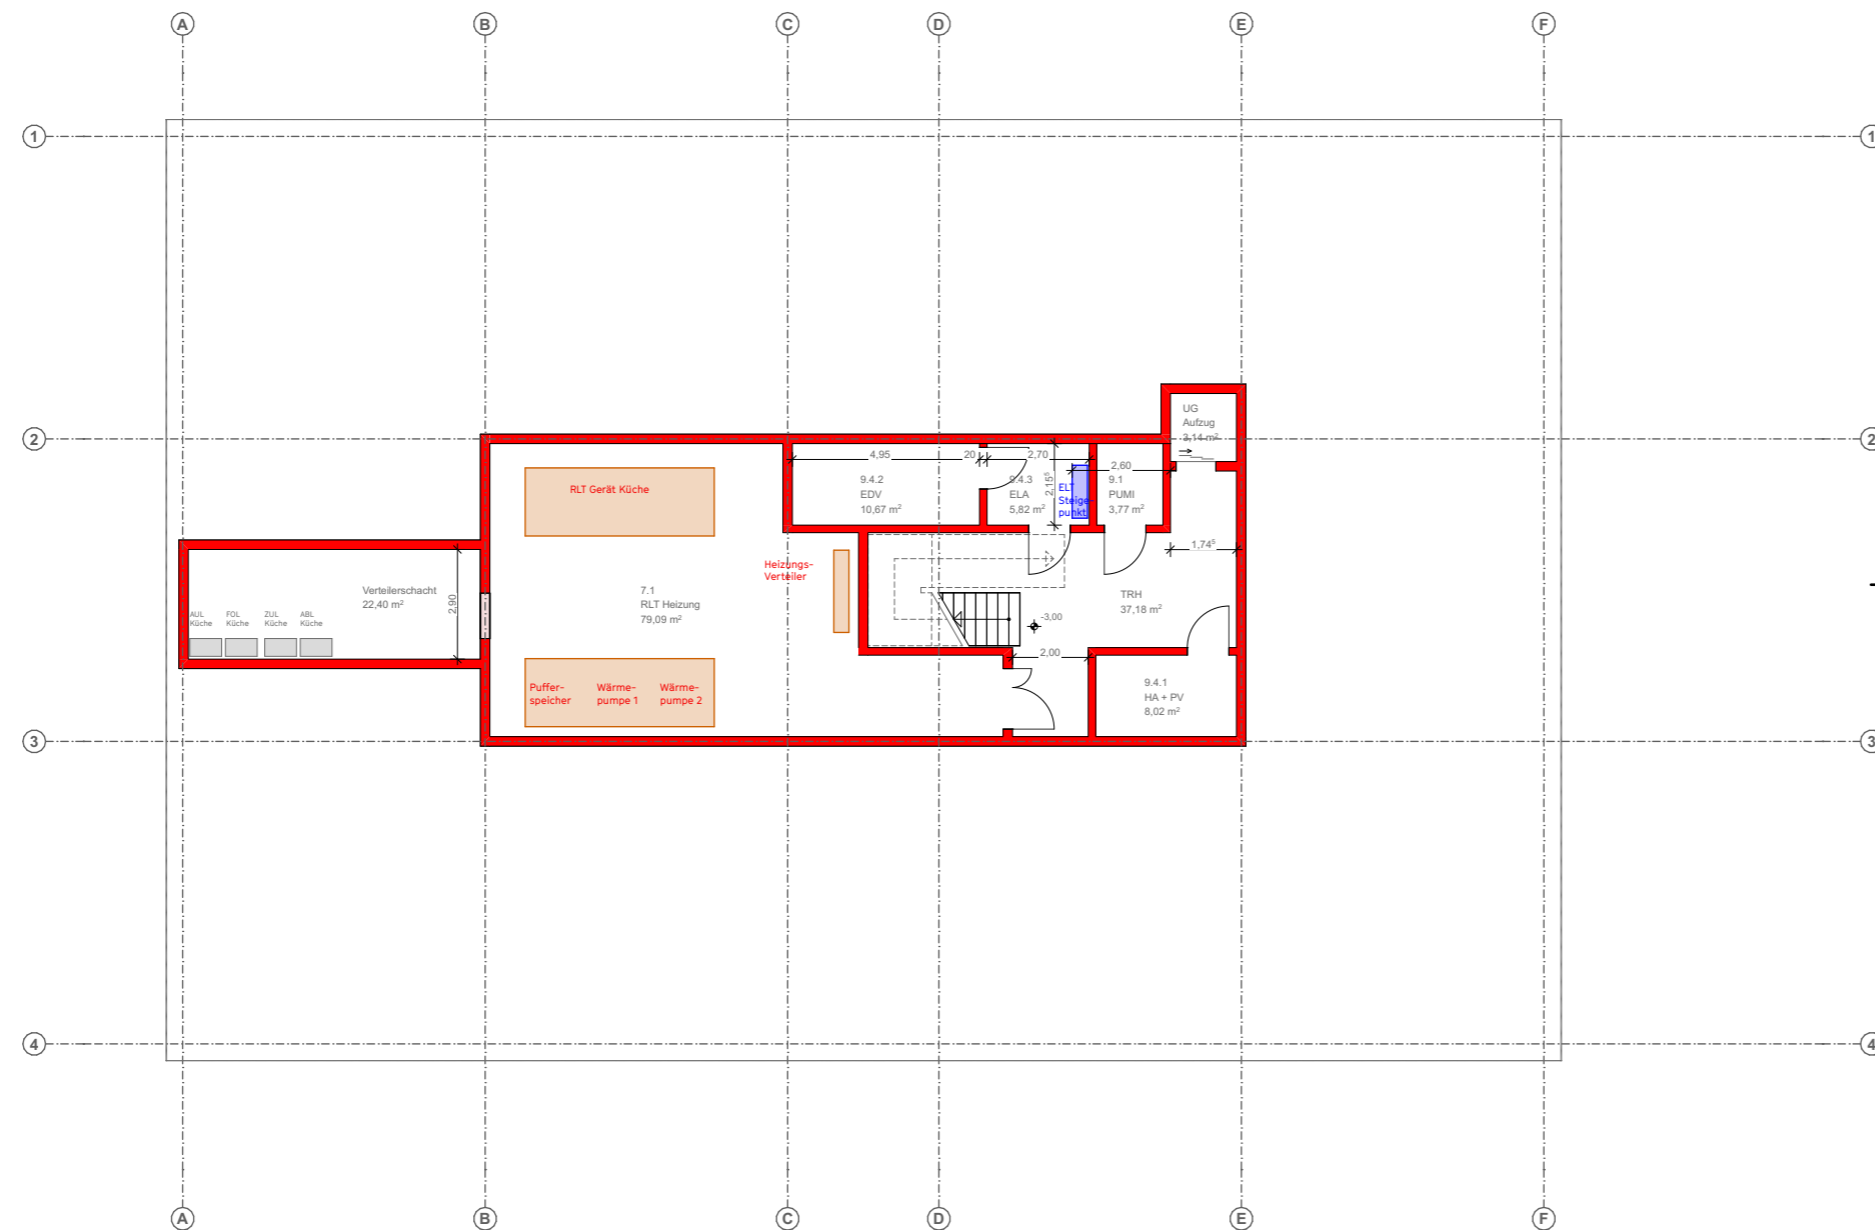 A
B
C
D
E
F
1
1
UG
Aufzug
3,14 m²
2
2
4,95
20
2,70
2,60
2,15⁵
RLT Gerät Küche
9.4.2
EDV
10,67 m²
9.4.3
ELA
5,82 m²
ELT
Steige-
punkt
9.1
PUMI
3,77 m²
1,74⁵
Heizungs-
Verteiler
Verteilerschacht
22,40 m²
2,90
7.1
RLT Heizung
79,09 m²
TRH
37,18 m²
-3,00
AUL
Küche
FOL
Küche
ZUL
Küche
ABL
Küche
2,00
Puffer-
speicher
Wärme-
pumpe 1
Wärme-
pumpe 2
9.4.1
HA + PV
8,02 m²
3
3
4
4
A
B
C
D
E
F